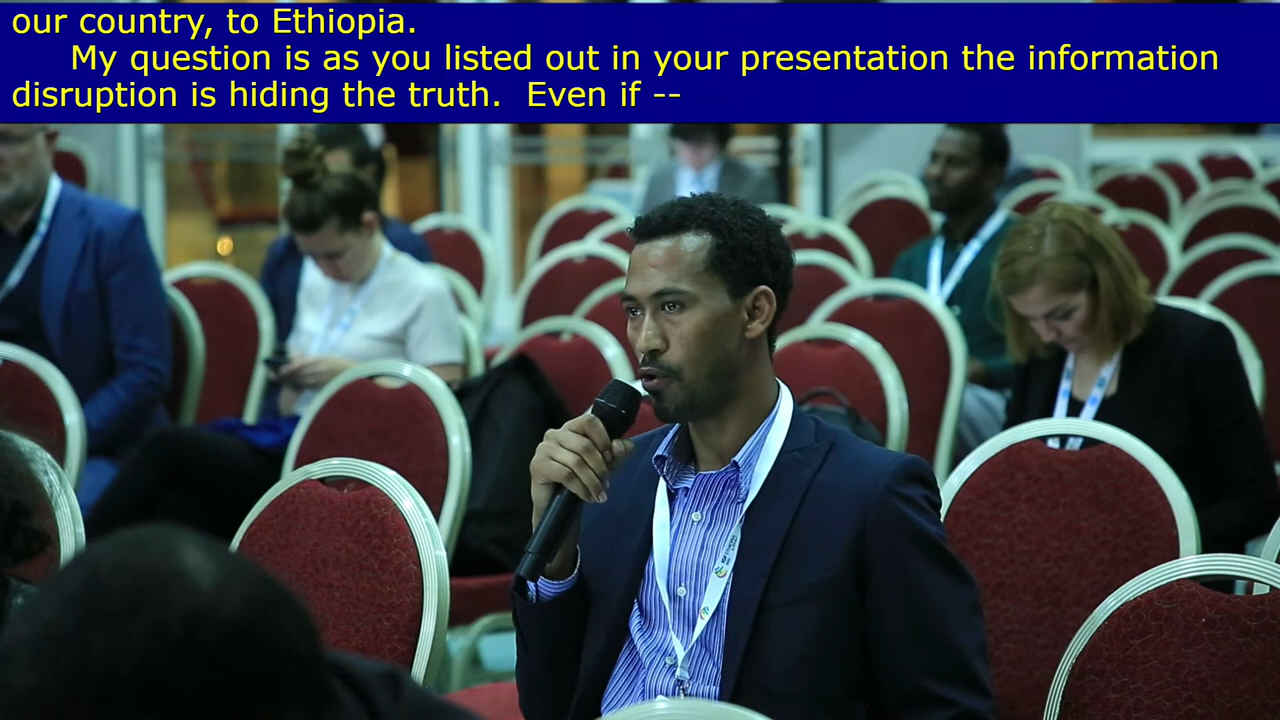 our country, to Ethiopia.
My question is as you listed out in your presentation the information
disruption is hiding the truth.  Even if --